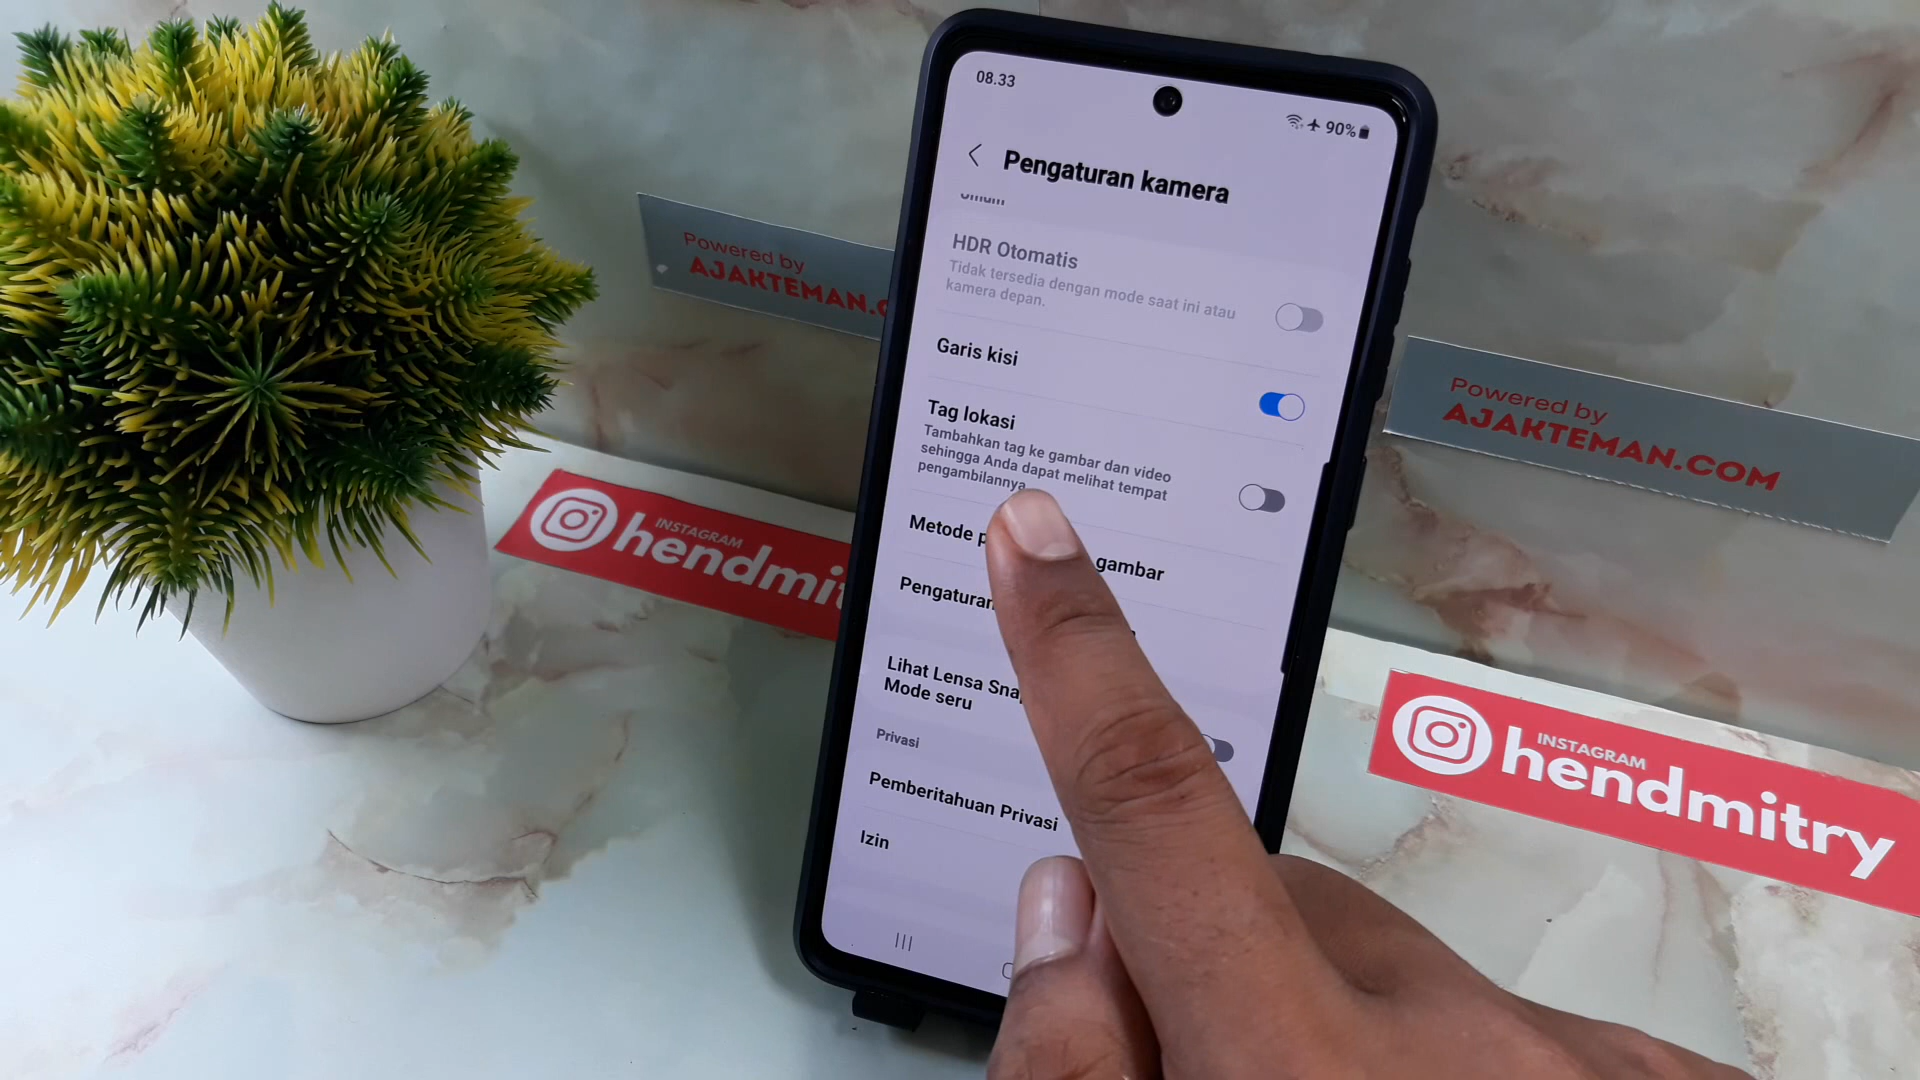 08.33
90%
Pengaturan kamera
Umum
HDR Otomatis
Tidak tersedia dengan mode saat ini atau
kamera depan.
Garis kisi
Tag lokasi
Tambahkan tag ke gambar dan video
sehingga Anda dapat melihat tempat
pengambilannya.
Metode gambar
Pengaturan
Lihat Lensa
Mode seru
Privasi
Pemberitahuan Privasi
Izin
Powered by
AJAKTEMAN.
INSTAGRAM
Powered by
AJAKTEMAN.COM
INSTAGRAM
hendmitry